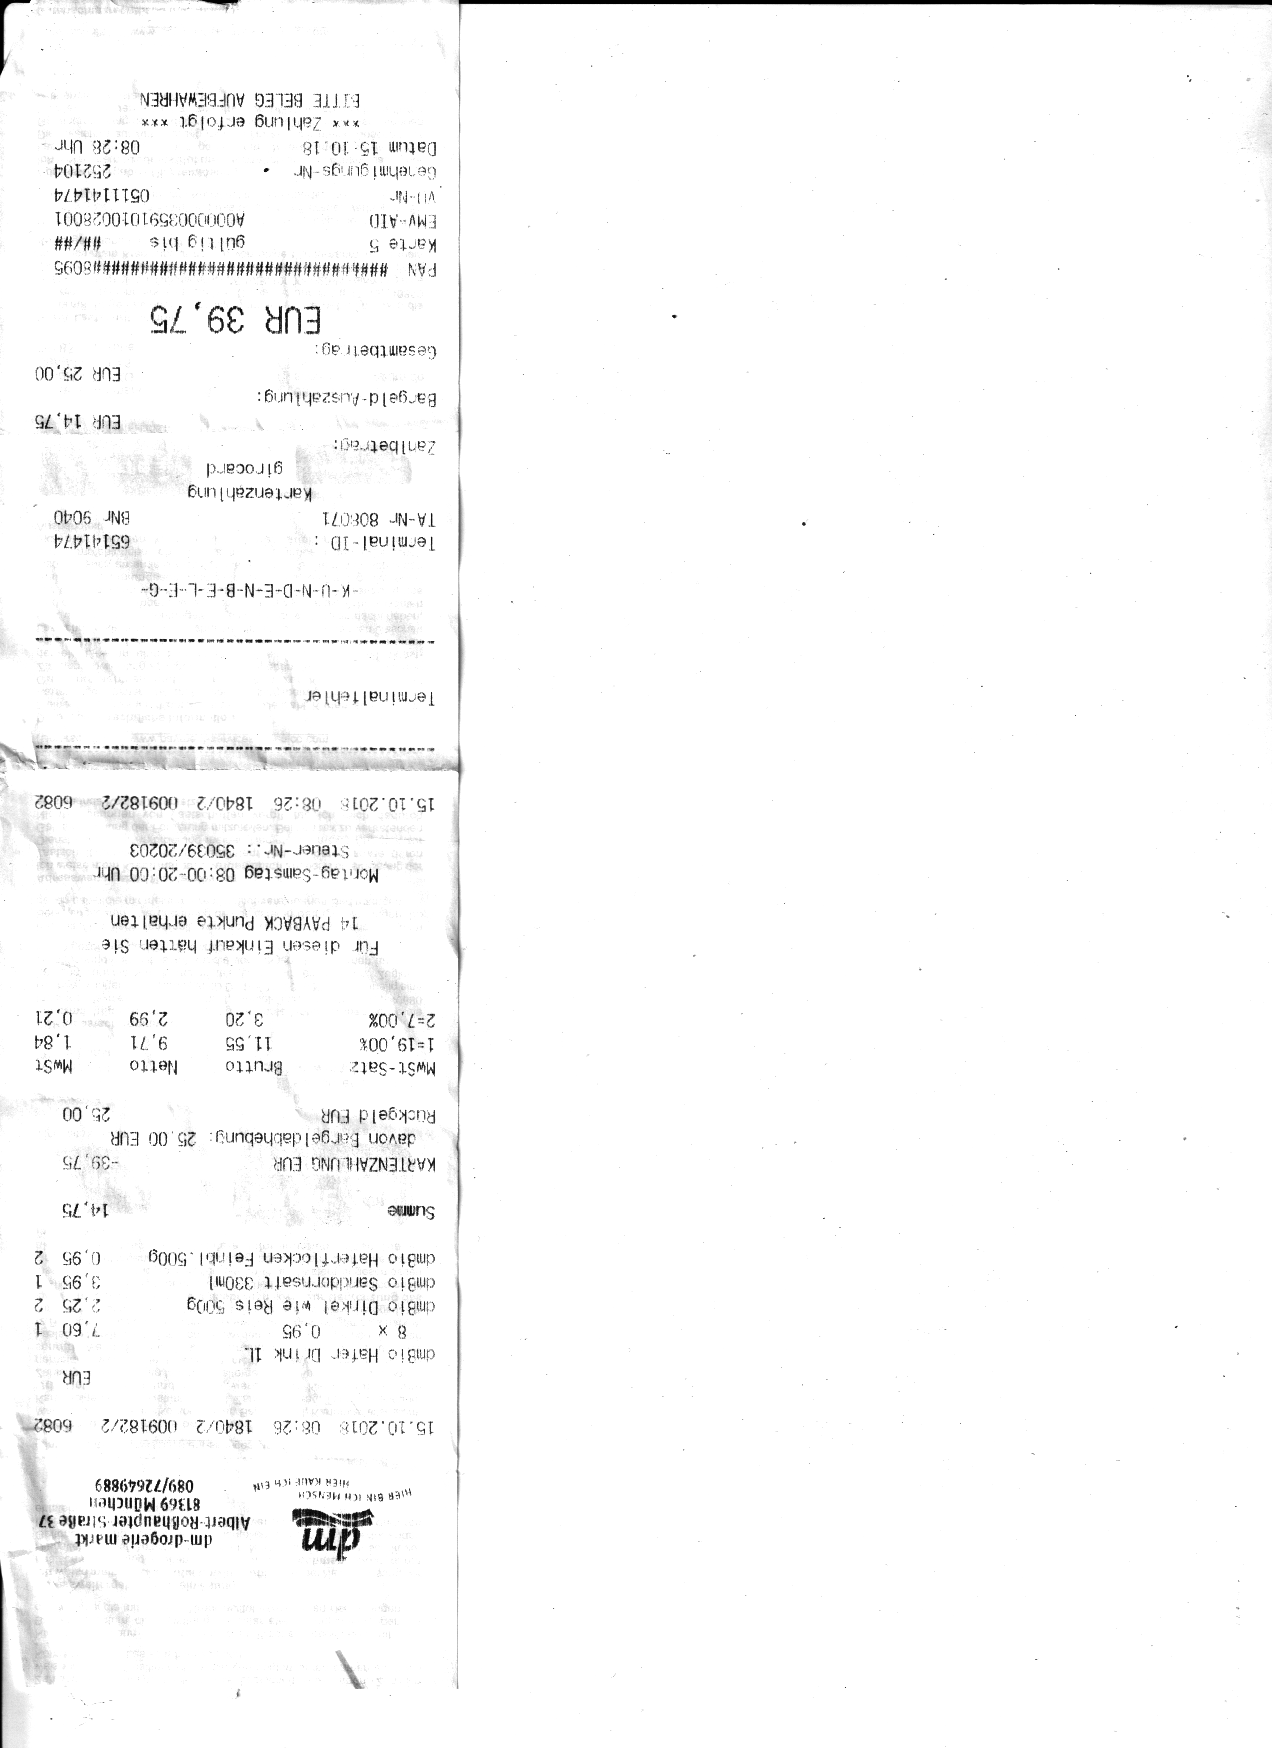 dm
HIER BIN ICH MENSCH
HIER KAUF ICH EIN
dm-drogerie markt
Albert-Roßhaupter-Straße 37
81369 München
089/72649889
15.10.2018 08:26 1840/2 009182/2 6082
EUR
dmBio Hafer Drink 1L
8 x 0,95 7,60 1
dmBio Dinkel wie Reis 500g 2,25 2
dmBio Sanddornsaft 330ml 3,95 1
dmBio Haferflocken Feinbl.500g 0,95 2
Summe 14,75
KARTENZAHLUNG EUR -39,75
davon Bargeldabhebung: 25,00 EUR
Rückgeld EUR 25,00
MwSt-Satz Brutto Netto MwSt
1=19,00% 11,55 9,71 1,84
2=7,00% 3,20 2,99 0,21
Für diesen Einkauf hätten Sie
14 PAYBACK Punkte erhalten
Montag-Samstag 08:00-20:00 Uhr
Steuer-Nr.: 35039/20203
15.10.2018 08:26 1840/2 009182/2 6082
Terminalfehler
-K-U-N-D-E-N-B-E-L-E-G-
Terminal-ID : 65141474
TA-Nr 808071 BNr 9040
Kartenzahlung
girocard
Zahlbetrag:
EUR 14,75
Bargeld-Auszahlung:
EUR 25,00
Gesamtbetrag:
EUR 39,75
PAN ###############################8095
Karte 5 gültig bis ##/##
EMV-AID A0000003591010028001
VU-Nr 0511141474
Genehmigungs-Nr 252104
Datum 15.10.18 08:28 Uhr
*** Zahlung erfolgt ***
BITTE BELEG AUFBEWAHREN